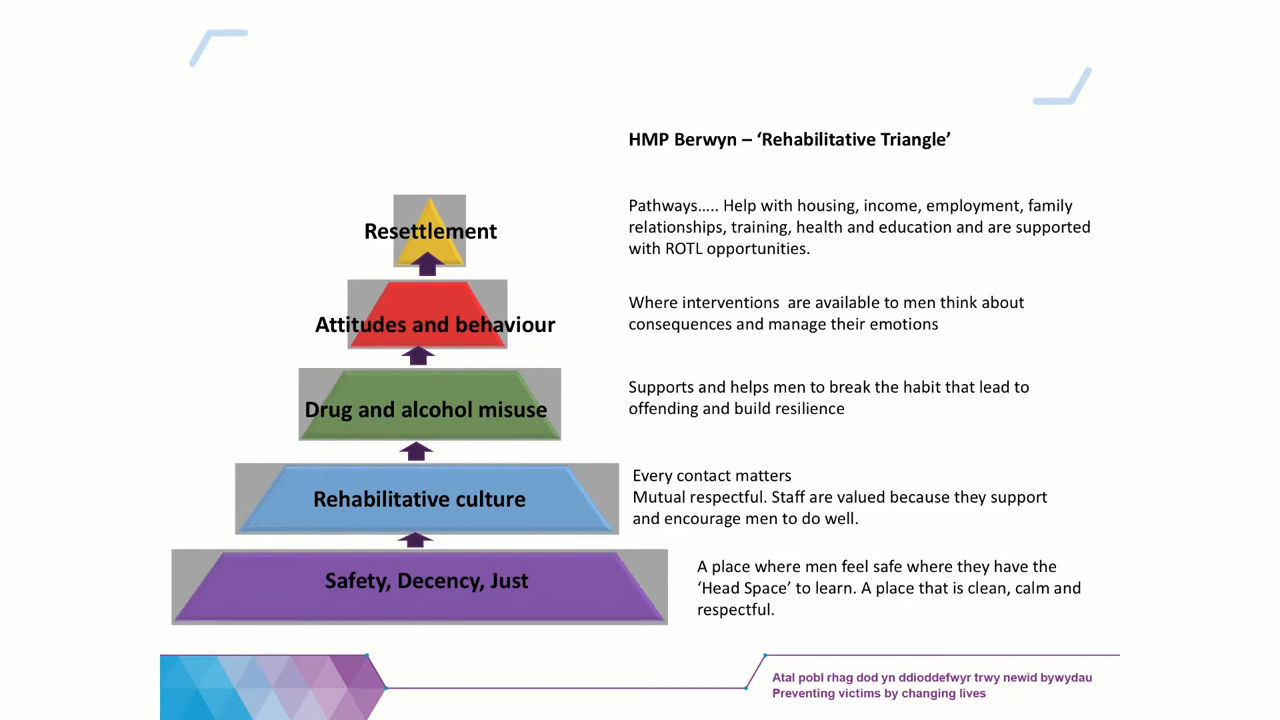 HMP Berwyn – ‘Rehabilitative Triangle’
Resettlement
Pathways….. Help with housing, income, employment, family
relationships, training, health and education and are supported
with ROTL opportunities.
Attitudes and behaviour
Where interventions  are available to men think about
consequences and manage their emotions
Drug and alcohol misuse
Supports and helps men to break the habit that lead to
offending and build resilience
Rehabilitative culture
Every contact matters
Mutual respectful. Staff are valued because they support
and encourage men to do well.
Safety, Decency, Just
A place where men feel safe where they have the
‘Head Space’ to learn. A place that is clean, calm and
respectful.
Atal pobl rhag dod yn ddioddefwyr trwy newid bywydau
Preventing victims by changing lives